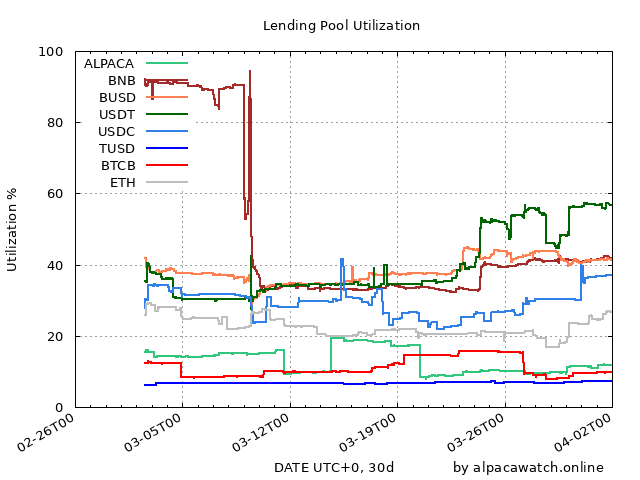 Lending Pool Utilization
100
80
60
40
20
0
Utilization %
ALPACA
BNB
BUSD
USDT
USDC
TUSD
BTCB
ETH
02-26T00
03-05T00
03-12T00
03-19T00
03-26T00
04-02T00
DATE UTC+0, 30d
by alpacawatch.online